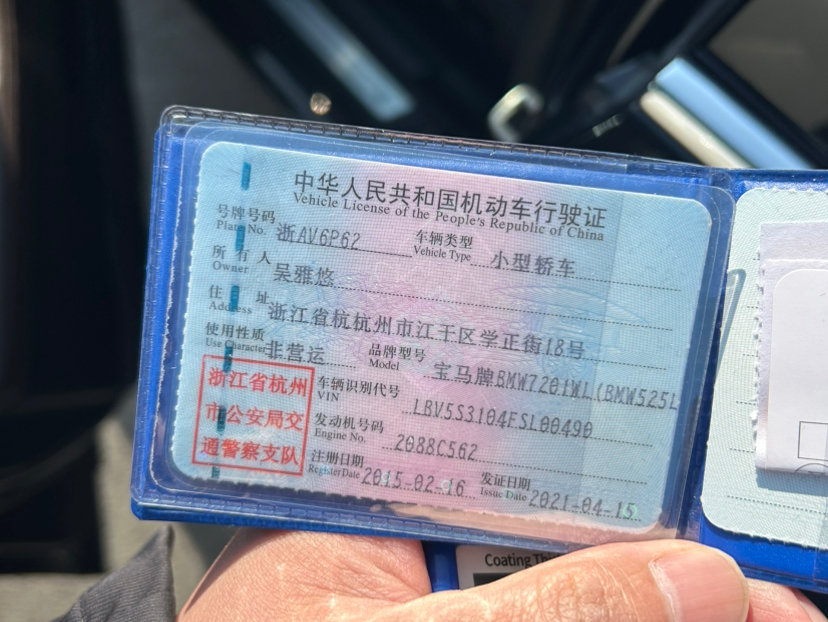 中华人民共和国机动车行驶证
Vehicle License of the People's Republic of China
号牌号码 浙AV6P62 车辆类型 小型轿车
Plate No. Vehicle Type
所有人 吴雅悠
Owner
住址 浙江省杭杭州市江干区学正街18号
Address
使用性质 非营运 品牌型号 宝马牌BMW7201WL(BMW525L
Use Character Model
浙江省杭州
市公安局交
通警察支队
车辆识别代号 LBV5S3104FSL00490
VIN
发动机号码 2088C562
Engine No.
注册日期 2015-02-16 发证日期 2021-04-15
Register Date Issue Date
Coating Th